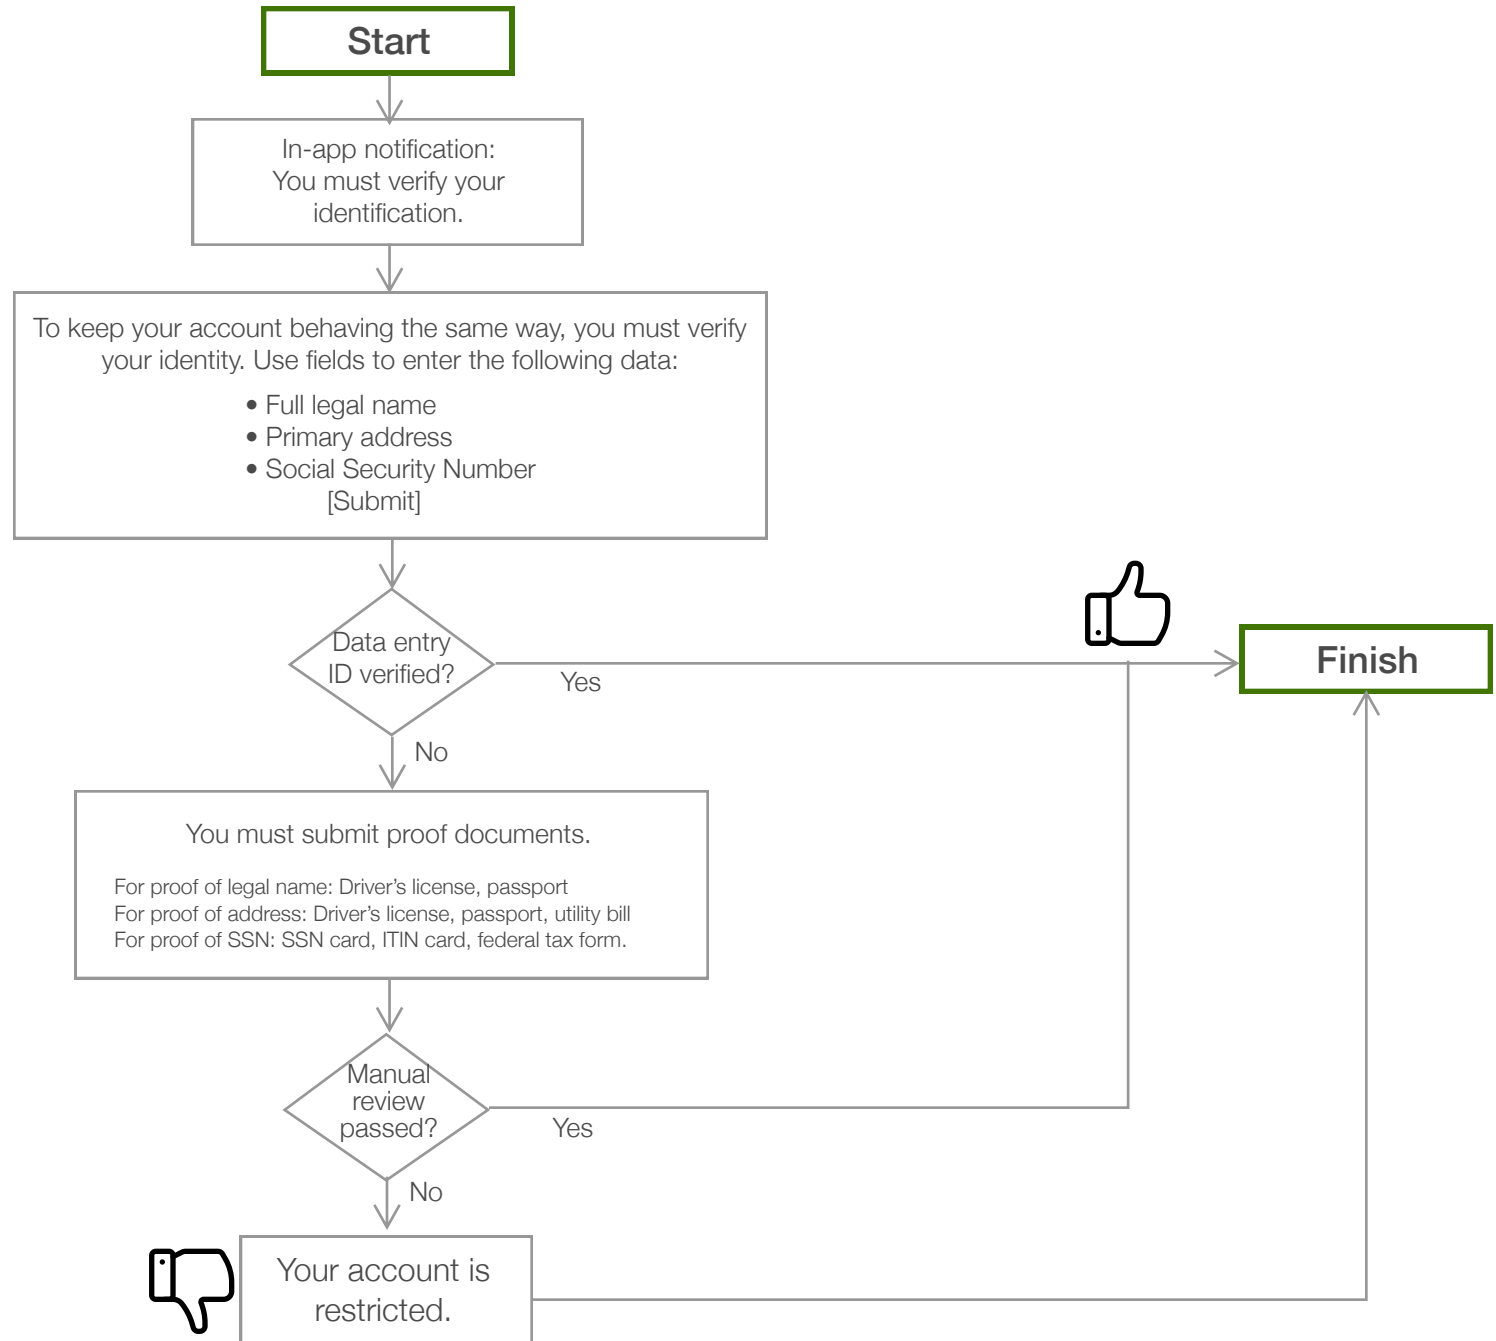 Start
In-app notification:
You must verify your
identification.
To keep your account behaving the same way, you must verify
your identity. Use fields to enter the following data:
• Full legal name
• Primary address
• Social Security Number
[Submit]
Data entry
ID verified?
Yes
Finish
No
You must submit proof documents.
For proof of legal name: Driver’s license, passport
For proof of address: Driver’s license, passport, utility bill
For proof of SSN: SSN card, ITIN card, federal tax form.
Manual
review
passed?
Yes
No
Your account is
restricted.